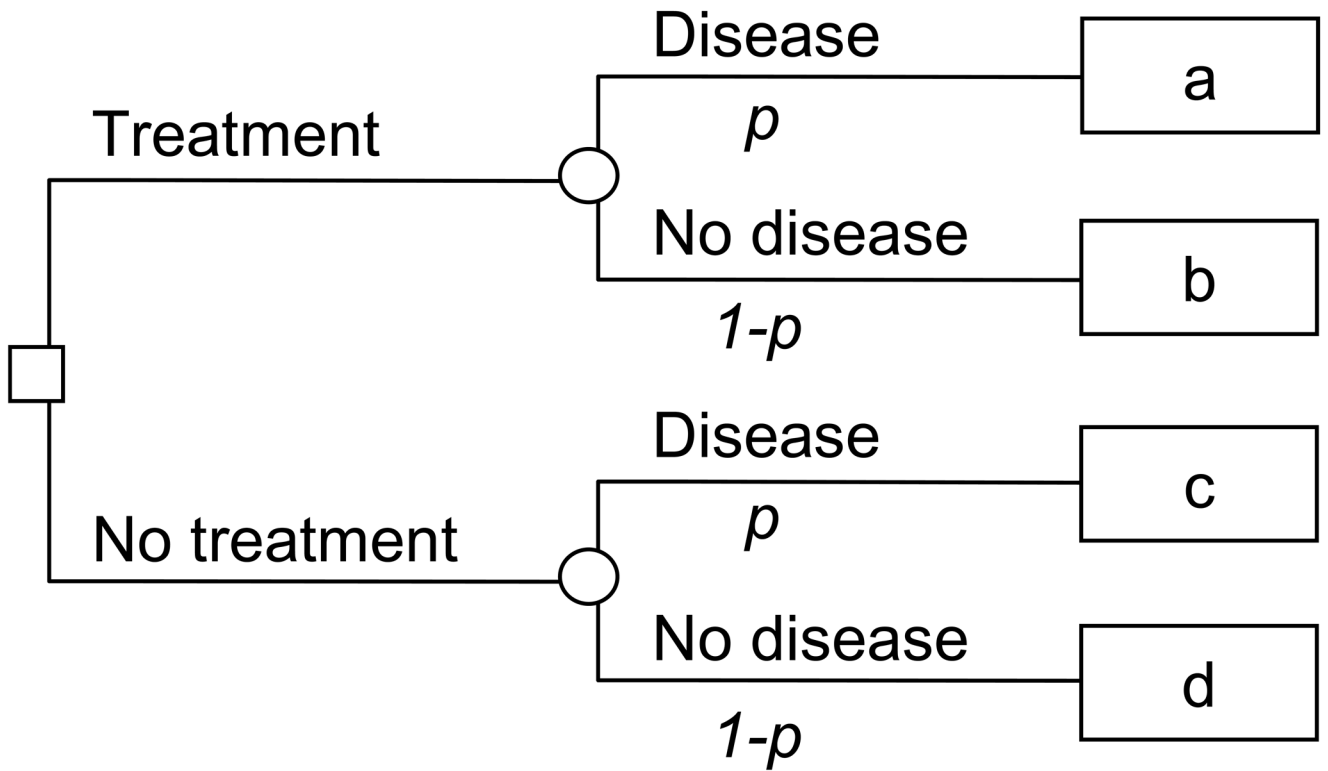 Disease
a
p
Treatment
No disease
b
1-p
Disease
c
p
No treatment
No disease
d
1-p